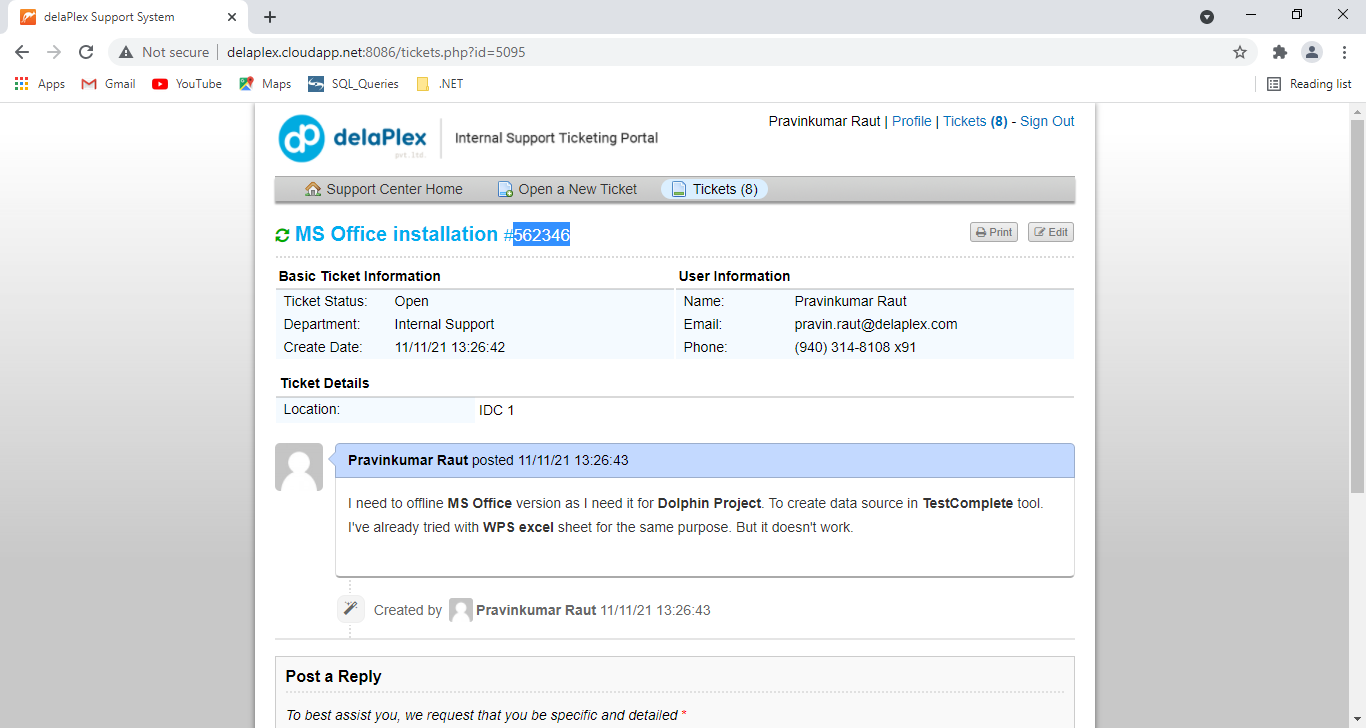 delaPlex Support System
Not secure | delaplex.cloudapp.net:8086/tickets.php?id=5095
Apps Gmail YouTube Maps SQL_Queries .NET Reading list
delaPlex
pvt.ltd.
Internal Support Ticketing Portal
Pravinkumar Raut | Profile | Tickets (8) - Sign Out
Support Center Home Open a New Ticket Tickets (8)
MS Office installation #562346
Print Edit
Basic Ticket Information User Information
Ticket Status: Open Name: Pravinkumar Raut
Department: Internal Support Email: pravin.raut@delaplex.com
Create Date: 11/11/21 13:26:42 Phone: (940) 314-8108 x91
Ticket Details
Location: IDC 1
Pravinkumar Raut posted 11/11/21 13:26:43
I need to offline MS Office version as I need it for Dolphin Project. To create data source in TestComplete tool.
I've already tried with WPS excel sheet for the same purpose. But it doesn't work.
Created by Pravinkumar Raut 11/11/21 13:26:43
Post a Reply
To best assist you, we request that you be specific and detailed *